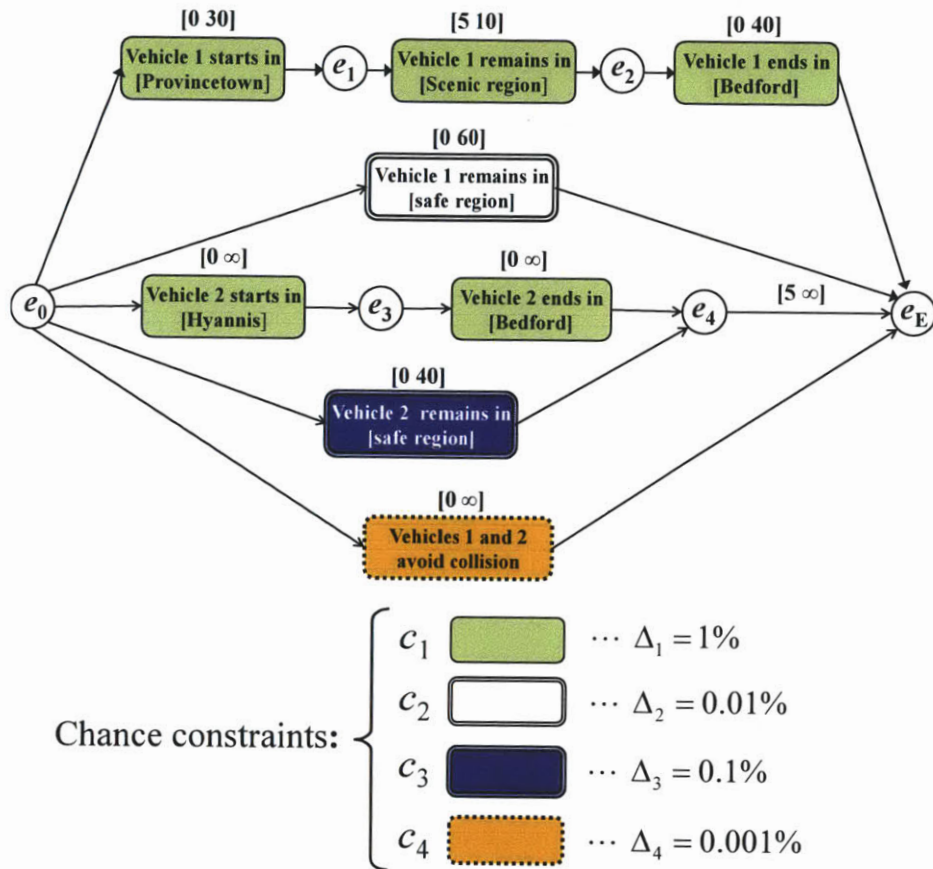 [0 30]
[5 10]
[0 40]
Vehicle 1 starts in
[Provincetown]
e1
Vehicle 1 remains in
[Scenic region]
e2
Vehicle 1 ends in
[Bedford]
[0 60]
Vehicle 1 remains in
[safe region]
[0 ∞]
[0 ∞]
[5 ∞]
e0
Vehicle 2 starts in
[Hyannis]
e3
Vehicle 2 ends in
[Bedford]
e4
eE
[0 40]
Vehicle 2 remains in
[safe region]
[0 ∞]
Vehicles 1 and 2
avoid collision
Chance constraints:
c1 ··· Δ1 = 1%
c2 ··· Δ2 = 0.01%
c3 ··· Δ3 = 0.1%
c4 ··· Δ4 = 0.001%